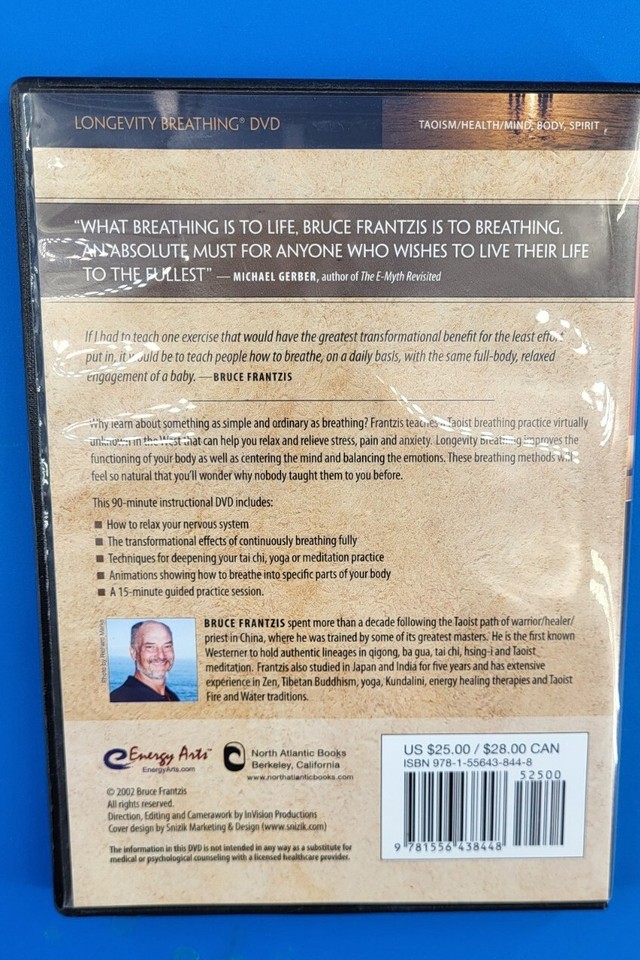 LONGEVITY BREATHING® DVD
TAOISM/HEALTH/MIND, BODY, SPIRIT
“WHAT BREATHING IS TO LIFE, BRUCE FRANTZIS IS TO BREATHING.
AN ABSOLUTE MUST FOR ANYONE WHO WISHES TO LIVE THEIR LIFE
TO THE FULLEST” — MICHAEL GERBER, author of The E-Myth Revisited
If I had to teach one exercise that would have the greatest transformational benefit for the least effort
put in, it would be to teach people how to breathe, on a daily basis, with the same full-body, relaxed
engagement of a baby. —BRUCE FRANTZIS
Why learn about something as simple and ordinary as breathing? Frantzis teaches Taoist breathing practice virtually
unknown in the West that can help you relax and relieve stress, pain and anxiety. Longevity Breathing improves the
functioning of your body as well as centering the mind and balancing the emotions. These breathing methods will
feel so natural that you'll wonder why nobody taught them to you before.
This 90-minute instructional DVD includes:
■ How to relax your nervous system
■ The transformational effects of continuously breathing fully
■ Techniques for deepening your tai chi, yoga or meditation practice
■ Animations showing how to breathe into specific parts of your body
■ A 15-minute guided practice session.
Photo by Richard Marks
BRUCE FRANTZIS spent more than a decade following the Taoist path of warrior/healer/
priest in China, where he was trained by some of its greatest masters. He is the first known
Westerner to hold authentic lineages in qigong, ba gua, tai chi, hsing-i and Taoist
meditation. Frantzis also studied in Japan and India for five years and has extensive
experience in Zen, Tibetan Buddhism, yoga, Kundalini, energy healing therapies and Taoist
Fire and Water traditions.
Energy Arts™
EnergyArts.com
North Atlantic Books
Berkeley, California
www.northatlanticbooks.com
© 2002 Bruce Frantzis
All rights reserved.
Direction, Editing and Camerawork by InVision Productions
Cover design by Snizik Marketing & Design (www.snizik.com)
The information in this DVD is not intended in any way as a substitute for
medical or psychological counseling with a licensed healthcare provider.
US $25.00 / $28.00 CAN
ISBN 978-1-55643-844-8
52500
9 781556 438448